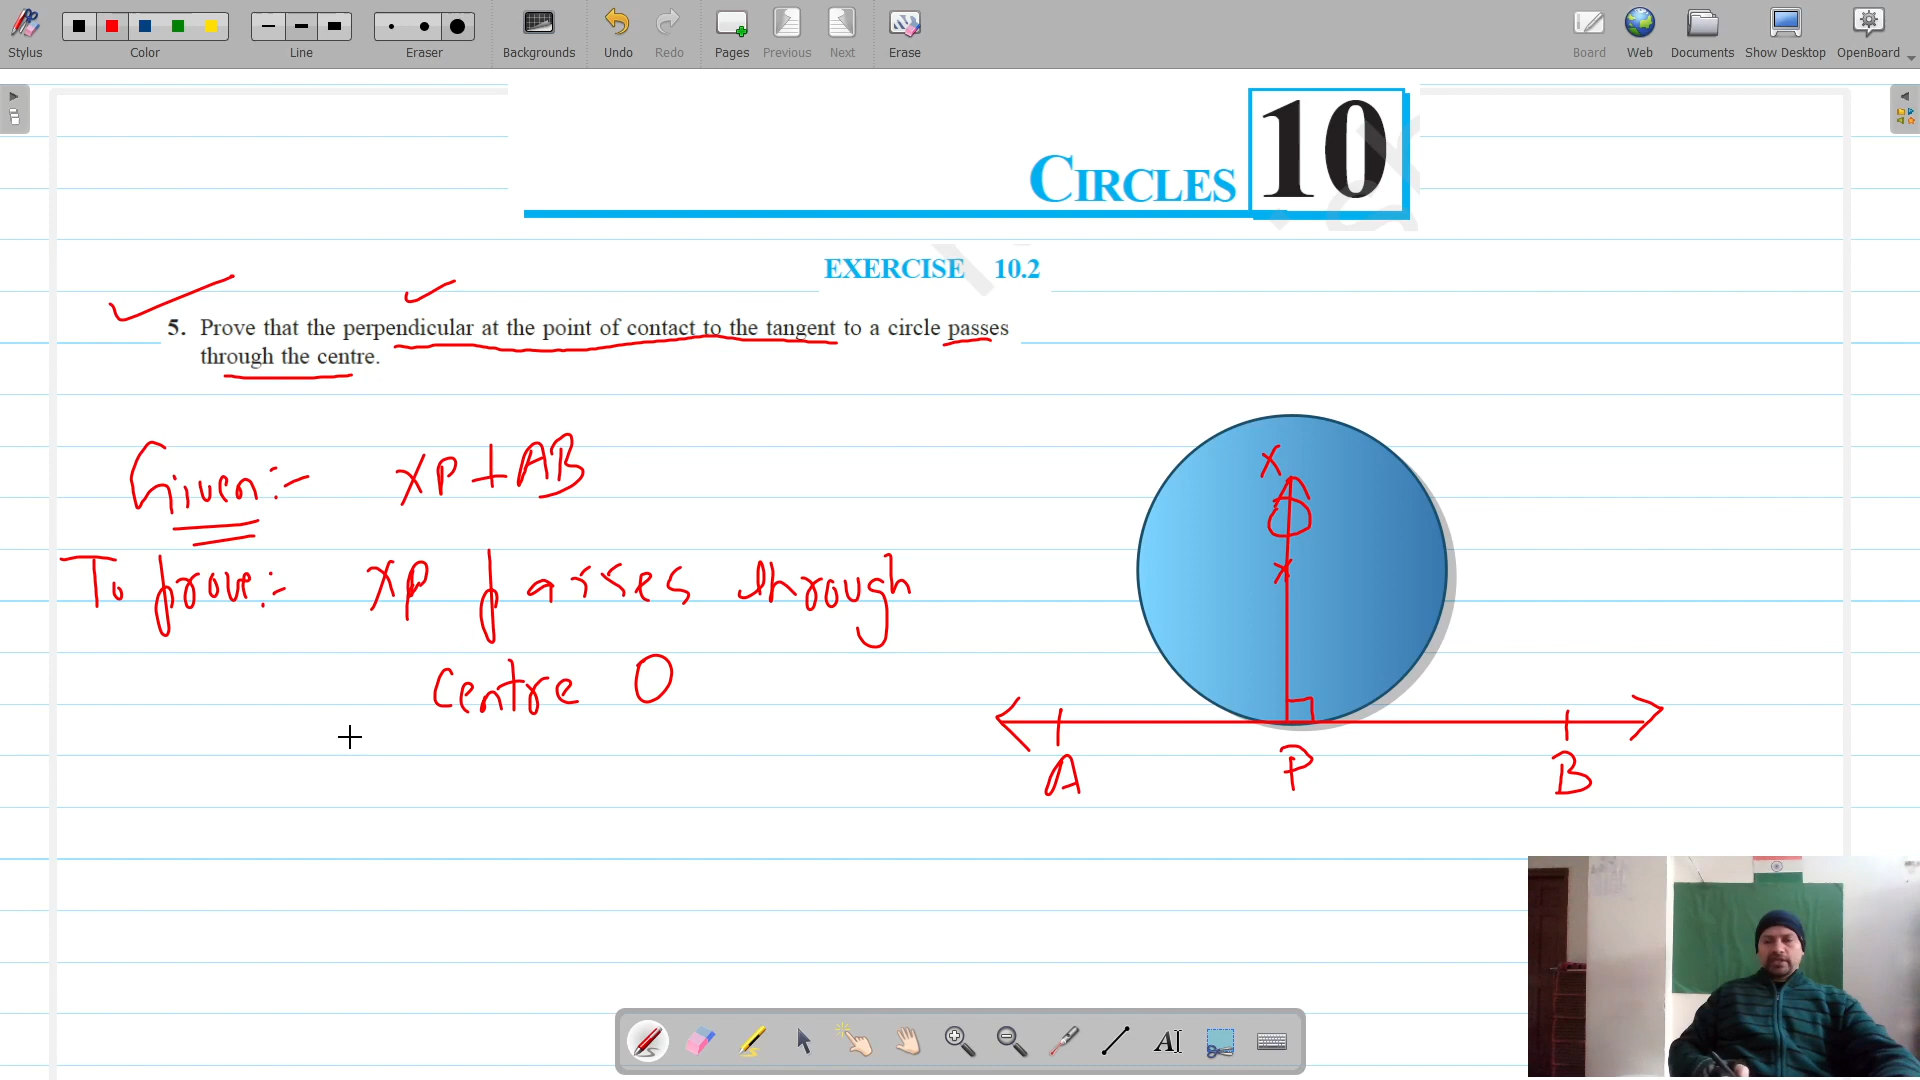 Stylus Color Line Eraser Backgrounds Undo Redo Pages Previous Next Erase Board Web Documents Show Desktop OpenBoard
CIRCLES 10
EXERCISE 10.2
5. Prove that the perpendicular at the point of contact to the tangent to a circle passes
through the centre.
Given:- XP⊥AB
To prove:- XP passes through
centre O
X
A P B
AI